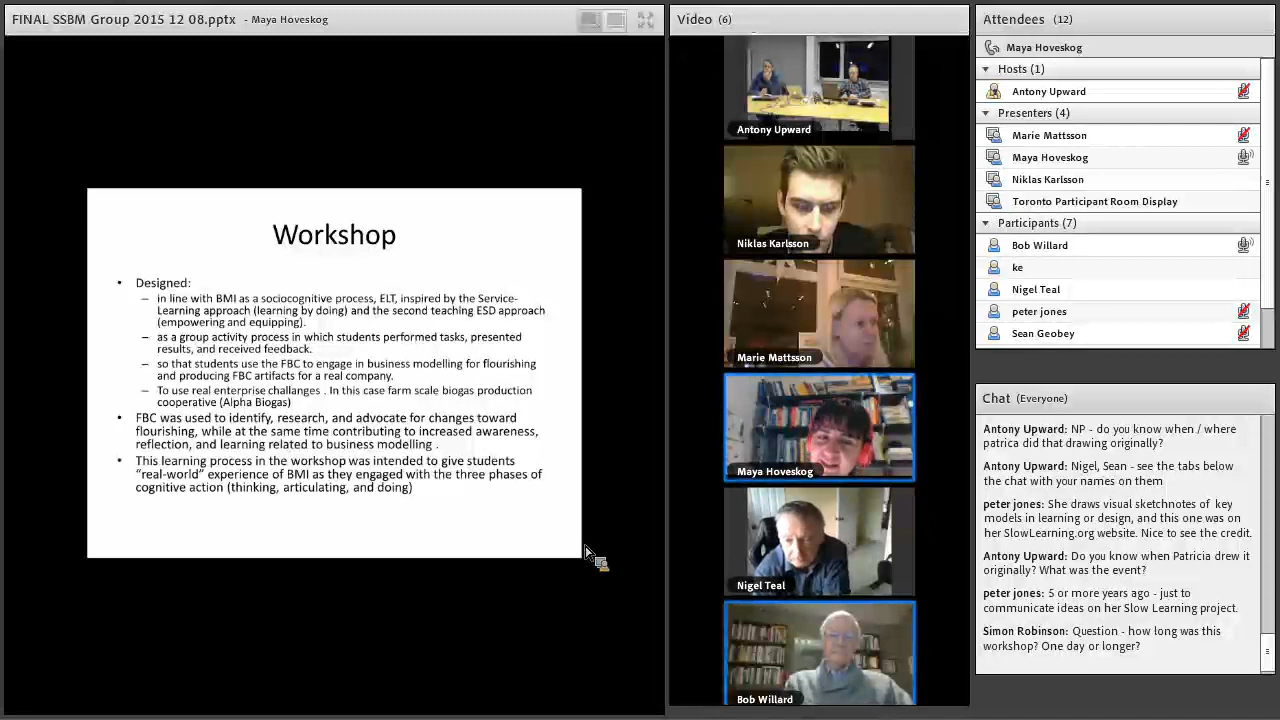 FINAL SSBM Group 2015 12 08.pptx - Maya Hoveskog
Workshop
• Designed:
– in line with BMI as a sociocognitive process, ELT, inspired by the Service-
Learning approach (learning by doing) and the second teaching ESD approach
(empowering and equipping).
– as a group activity process in which students performed tasks, presented
results, and received feedback.
– so that students use the FBC to engage in business modelling for flourishing
and producing FBC artifacts for a real company.
– To use real enterprise challanges . In this case farm scale biogas production
cooperative (Alpha Biogas)
• FBC was used to identify, research, and advocate for changes toward
flourishing, while at the same time contributing to increased awareness,
reflection, and learning related to business modelling .
• This learning process in the workshop was intended to give students
“real-world” experience of BMI as they engaged with the three phases of
cognitive action (thinking, articulating, and doing)
Video (6)
Antony Upward
Niklas Karlsson
Marie Mattsson
Maya Hoveskog
Nigel Teal
Bob Willard
Attendees (12)
Maya Hoveskog
Hosts (1)
Antony Upward
Presenters (4)
Marie Mattsson
Maya Hoveskog
Niklas Karlsson
Toronto Participant Room Display
Participants (7)
Bob Willard
ke
Nigel Teal
peter jones
Sean Geobey
Chat (Everyone)
Antony Upward: NP - do you know when / where
patrica did that drawing originally?
Antony Upward: Nigel, Sean - see the tabs below
the chat with your names on them
peter jones: She draws visual sketchnotes of key
models in learning or design, and this one was on
her SlowLearning.org website. Nice to see the credit.
Antony Upward: Do you know when Patricia drew it
originally? What was the event?
peter jones: 5 or more years ago - just to
communicate ideas on her Slow Learning project.
Simon Robinson: Question - how long was this
workshop? One day or longer?